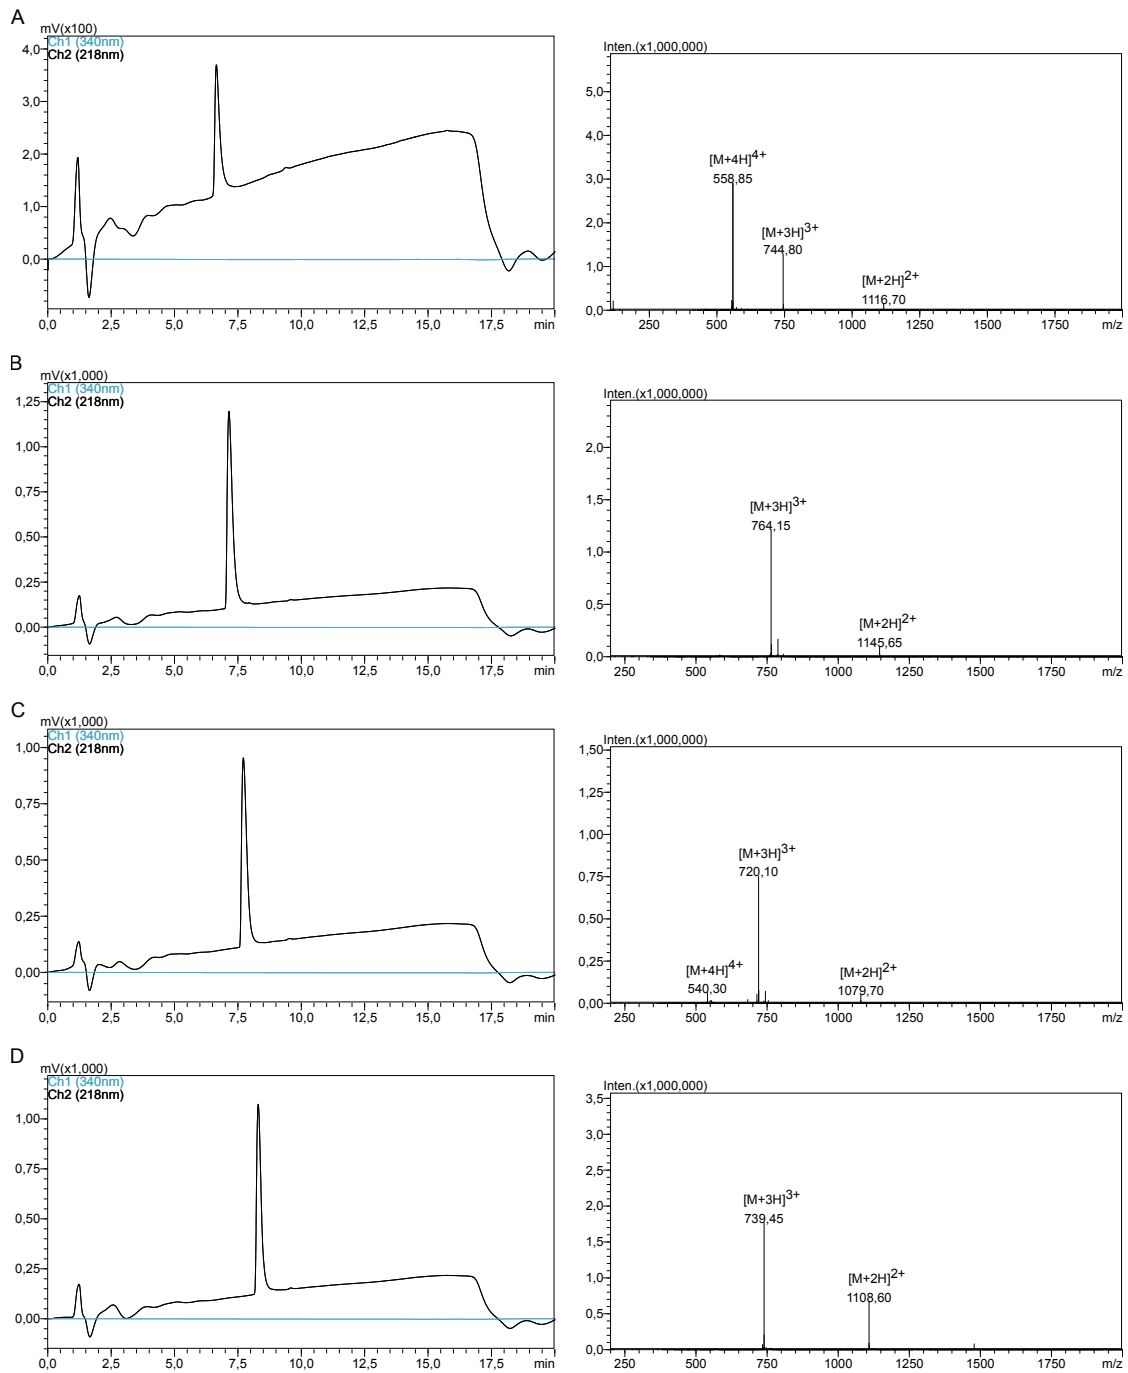 A
mV(x100)
Ch1 (340nm)
Ch2 (218nm)
4,0
3,0
2,0
1,0
0,0
0,0 2,5 5,0 7,5 10,0 12,5 15,0 17,5 min
Inten.(x1,000,000)
5,0
4,0
3,0
2,0
1,0
0,0
[M+4H]4+
558,85
[M+3H]3+
744,80
[M+2H]2+
1116,70
250 500 750 1000 1250 1500 1750 m/z
B
mV(x1,000)
Ch1 (340nm)
Ch2 (218nm)
1,25
1,00
0,75
0,50
0,25
0,00
0,0 2,5 5,0 7,5 10,0 12,5 15,0 17,5 min
Inten.(x1,000,000)
2,0
1,5
1,0
0,5
0,0
[M+3H]3+
764,15
[M+2H]2+
1145,65
250 500 750 1000 1250 1500 1750 m/z
C
mV(x1,000)
Ch1 (340nm)
Ch2 (218nm)
1,00
0,75
0,50
0,25
0,00
0,0 2,5 5,0 7,5 10,0 12,5 15,0 17,5 min
Inten.(x1,000,000)
1,50
1,25
1,00
0,75
0,50
0,25
0,00
[M+3H]3+
720,10
[M+4H]4+
540,30
[M+2H]2+
1079,70
250 500 750 1000 1250 1500 1750 m/z
D
mV(x1,000)
Ch1 (340nm)
Ch2 (218nm)
1,00
0,75
0,50
0,25
0,00
0,0 2,5 5,0 7,5 10,0 12,5 15,0 17,5 min
Inten.(x1,000,000)
3,5
3,0
2,5
2,0
1,5
1,0
0,5
0,0
[M+3H]3+
739,45
[M+2H]2+
1108,60
250 500 750 1000 1250 1500 1750 m/z